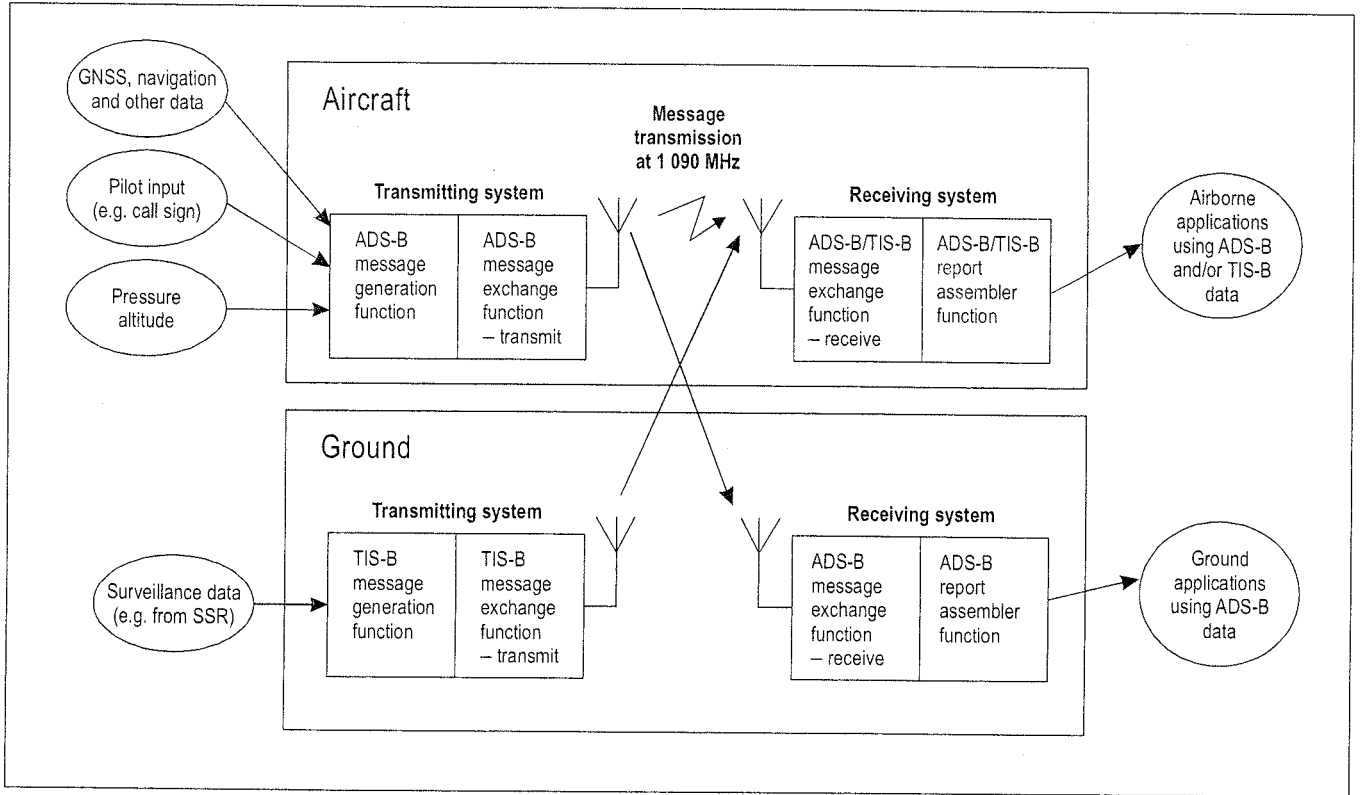 GNSS, navigation
and other data
Pilot input
(e.g. call sign)
Pressure
altitude
Aircraft
Message
transmission
at 1 090 MHz
Transmitting system
ADS-B
message
generation
function
ADS-B
message
exchange
function
– transmit
Receiving system
ADS-B/TIS-B
message
exchange
function
– receive
ADS-B/TIS-B
report
assembler
function
Airborne
applications
using ADS-B
and/or TIS-B
data
Ground
Surveillance data
(e.g. from SSR)
Transmitting system
TIS-B
message
generation
function
TIS-B
message
exchange
function
– transmit
Receiving system
ADS-B
message
exchange
function
– receive
ADS-B
report
assembler
function
Ground
applications
using ADS-B
data